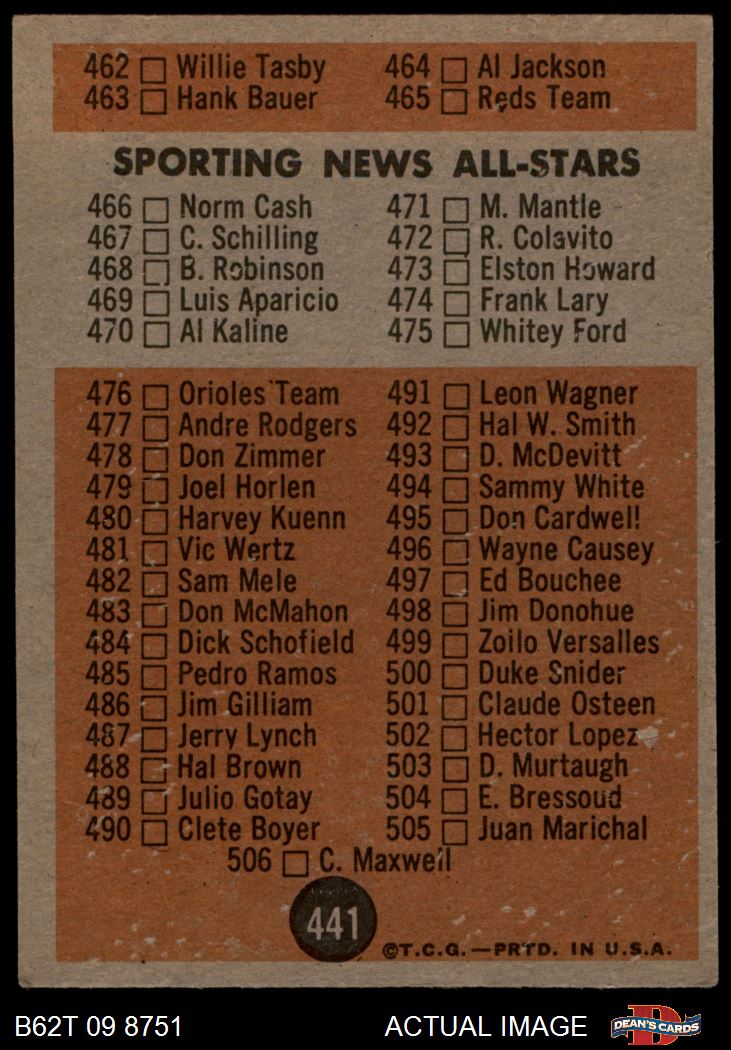 462 Willie Tasby 464 Al Jackson
463 Hank Bauer 465 Reds Team
SPORTING NEWS ALL-STARS
466 Norm Cash 471 M. Mantle
467 C. Schilling 472 R. Colavito
468 B. Robinson 473 Elston Howard
469 Luis Aparicio 474 Frank Lary
470 Al Kaline 475 Whitey Ford
476 Orioles Team 491 Leon Wagner
477 Andre Rodgers 492 Hal W. Smith
478 Don Zimmer 493 D. McDevitt
479 Joel Horlen 494 Sammy White
480 Harvey Kuenn 495 Don Cardwell
481 Vic Wertz 496 Wayne Causey
482 Sam Mele 497 Ed Bouchee
483 Don McMahon 498 Jim Donohue
484 Dick Schofield 499 Zoilo Versalles
485 Pedro Ramos 500 Duke Snider
486 Jim Gilliam 501 Claude Osteen
487 Jerry Lynch 502 Hector Lopez
488 Hal Brown 503 D. Murtaugh
489 Julio Gotay 504 E. Bressoud
490 Clete Boyer 505 Juan Marichal
506 C. Maxwell
441
©T.C.G.—PRTD. IN U.S.A.
B62T 09 8751 ACTUAL IMAGE DEAN'S CARDS